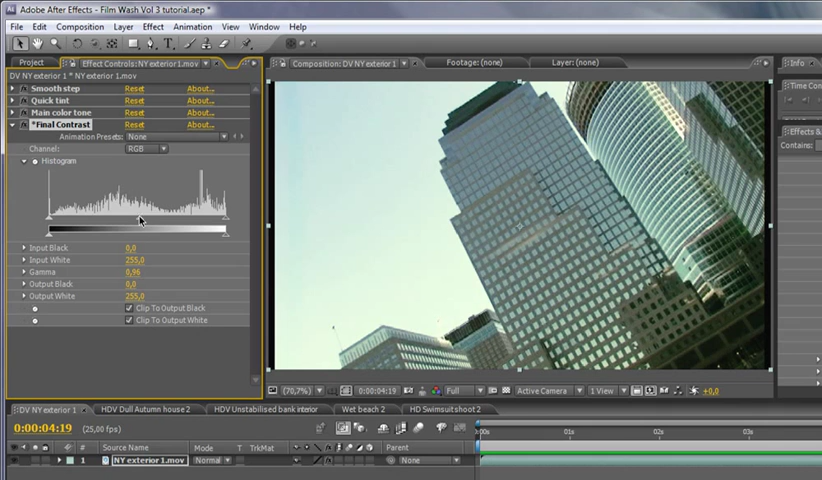 Adobe After Effects - Film Wash Vol 3 tutorial.aep *
File Edit Composition Layer Effect Animation View Window Help
Project Effect Controls: NY exterior 1.mov Composition: DV NY exterior 1 Footage: (none) Layer: (none) Info
DV NY exterior 1 * NY exterior 1.mov
Time Con
Smooth step Reset About...
Quick tint Reset About...
Main color tone Reset About...
*Final Contrast Reset About...
Effects &
Animation Presets: None
Contains:
Channel: RGB
Histogram
Input Black 0,0
Input White 255,0
Gamma 0,96
Output Black 0,0
Output White 255,0
Clip To Output Black
Clip To Output White
(70,7%) 0:00:04:19 Full Active Camera 1 View +0,0
DV NY exterior 1 HDV Dull Autumn house 2 HDV Unstabilised bank interior Wet beach 2 HD Swimsuit shoot 2
0:00:04:19 (25,00 fps)
:00s 01s 02s 03s
# Source Name Mode T TrkMat Parent
1 NY exterior 1.mov Normal None